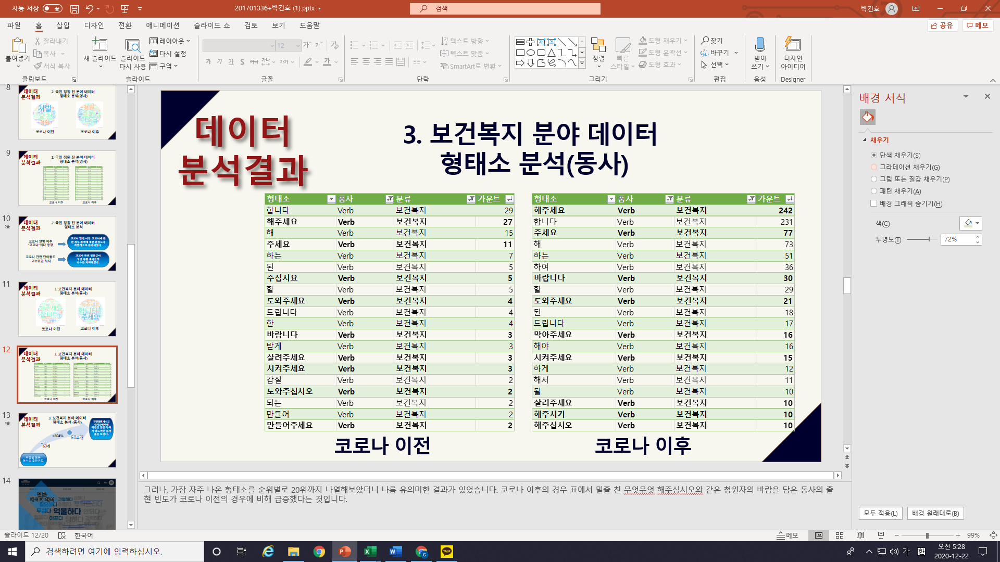 자동 저장 끔 201701336+박건호 (1).pptx 검색 박건호
파일 홈 삽입 디자인 전환 애니메이션 슬라이드 쇼 검토 보기 도움말 공유 메모
붙여넣기 잘라내기 복사 서식 복사 클립보드
새 슬라이드 슬라이드 다시 사용 레이아웃 다시 설정 구역 슬라이드
12 가 가 가 S 글꼴
텍스트 방향 텍스트 맞춤 SmartArt로 변환 단락
정렬 빠른 스타일 도형 채우기 도형 윤곽선 도형 효과 그리기
찾기 바꾸기 선택 편집
받아쓰기 음성
디자인 아이디어 Designer
8
데이터 분석결과
2. 국민 청원 전 분야 데이터
형태소 분석(명사)
코로나 이전 코로나 이후
9
데이터 분석결과
2. 국민 청원 전 분야 데이터
형태소 분석(명사)
코로나 이전 코로나 이후
10
데이터 분석결과
2. 국민 청원 전 분야 데이터
형태소 분석
코로나 발병 이후
"코로나"최다 등장
코로나 관련 단어들도
고순위권 차지
11
데이터 분석결과
3. 보건복지 분야 데이터
형태소 분석(동사)
코로나 이전 코로나 이후
12
데이터 분석결과
3. 보건복지 분야 데이터
형태소 분석(동사)
코로나 이전 코로나 이후
13
데이터 분석결과
3. 보건복지 분야 데이터
형태소 분석 (동사)
+804%
504개
60개
14
억울하다
데이터
분석결과
3. 보건복지 분야 데이터
형태소 분석(동사)
형태소 품사 분류 카운트
합니다 Verb 보건복지 29
해주세요 Verb 보건복지 27
해 Verb 보건복지 15
주세요 Verb 보건복지 11
하는 Verb 보건복지 7
된 Verb 보건복지 5
주십시요 Verb 보건복지 5
할 Verb 보건복지 5
도와주세요 Verb 보건복지 4
드립니다 Verb 보건복지 4
한 Verb 보건복지 4
바랍니다 Verb 보건복지 3
받게 Verb 보건복지 3
살려주세요 Verb 보건복지 3
시켜주세요 Verb 보건복지 3
갑질 Verb 보건복지 2
도와주십시오 Verb 보건복지 2
되는 Verb 보건복지 2
만들어 Verb 보건복지 2
만들어주세요 Verb 보건복지 2
코로나 이전
형태소 품사 분류 카운트
해주세요 Verb 보건복지 242
합니다 Verb 보건복지 231
주세요 Verb 보건복지 77
해 Verb 보건복지 73
하는 Verb 보건복지 51
하여 Verb 보건복지 36
바랍니다 Verb 보건복지 30
할 Verb 보건복지 29
도와주세요 Verb 보건복지 21
된 Verb 보건복지 18
드립니다 Verb 보건복지 17
막아주세요 Verb 보건복지 16
해야 Verb 보건복지 16
시켜주세요 Verb 보건복지 15
하게 Verb 보건복지 12
해서 Verb 보건복지 11
될 Verb 보건복지 10
살려주세요 Verb 보건복지 10
해주시기 Verb 보건복지 10
해주십시오 Verb 보건복지 10
코로나 이후
그러나, 가장 자주 나온 형태소를 순위별로 20위까지 나열해보았더니 나름 유의미한 결과가 있었습니다. 코로나 이후의 경우 표에서 밑줄 친 무엇무엇 해주십시오와 같은 청원자의 바람을 담은 동사의 출
현 빈도가 코로나 이전의 경우에 비해 급증했다는 것입니다.
배경 서식
채우기
단색 채우기(S)
그라데이션 채우기(G)
그림 또는 질감 채우기(P)
패턴 채우기(A)
배경 그래픽 숨기기(H)
색(C)
투명도(T) 72%
모두 적용(L) 배경 원래대로(B)
슬라이드 12/20 한국어 메모 99%
검색하려면 여기에 입력하십시오.
TALK
가 한
오전 5:28
2020-12-22